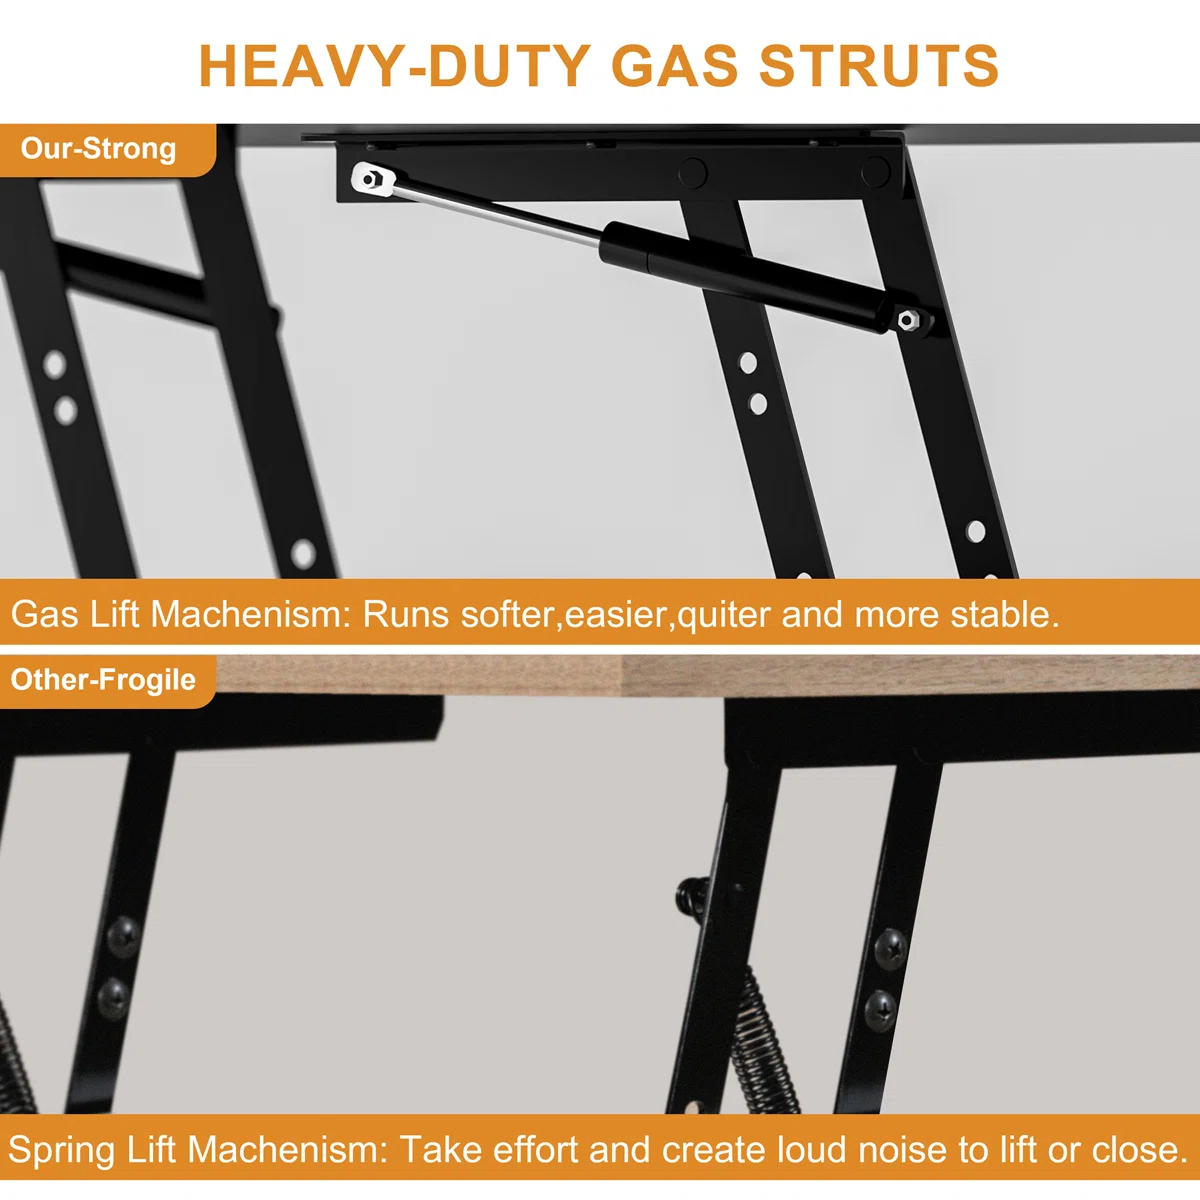 HEAVY-DUTY GAS STRUTS
Our-Strong
Gas Lift Machenism: Runs softer,easier,quiter and more stable.
Other-Frogile
Spring Lift Machenism: Take effort and create loud noise to lift or close.